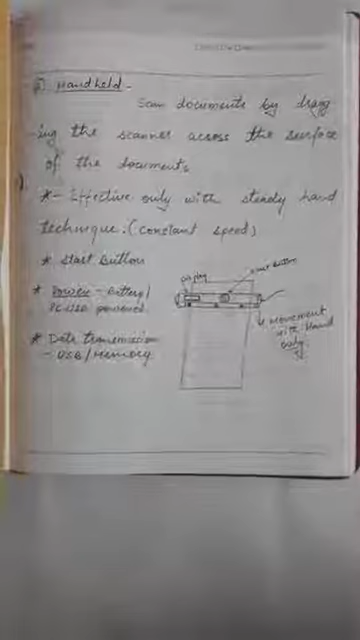 Handheld -
Scan documents by dragg
-ing the scanner across the surface
of the documents
*- Effective only with steady hand
technique. (constant speed)
* Start Button
* Power - Battery/
PC-USB powered.
* Data transmission
- USB/Memory
Display
Start Button
Movement
with Hand
only.